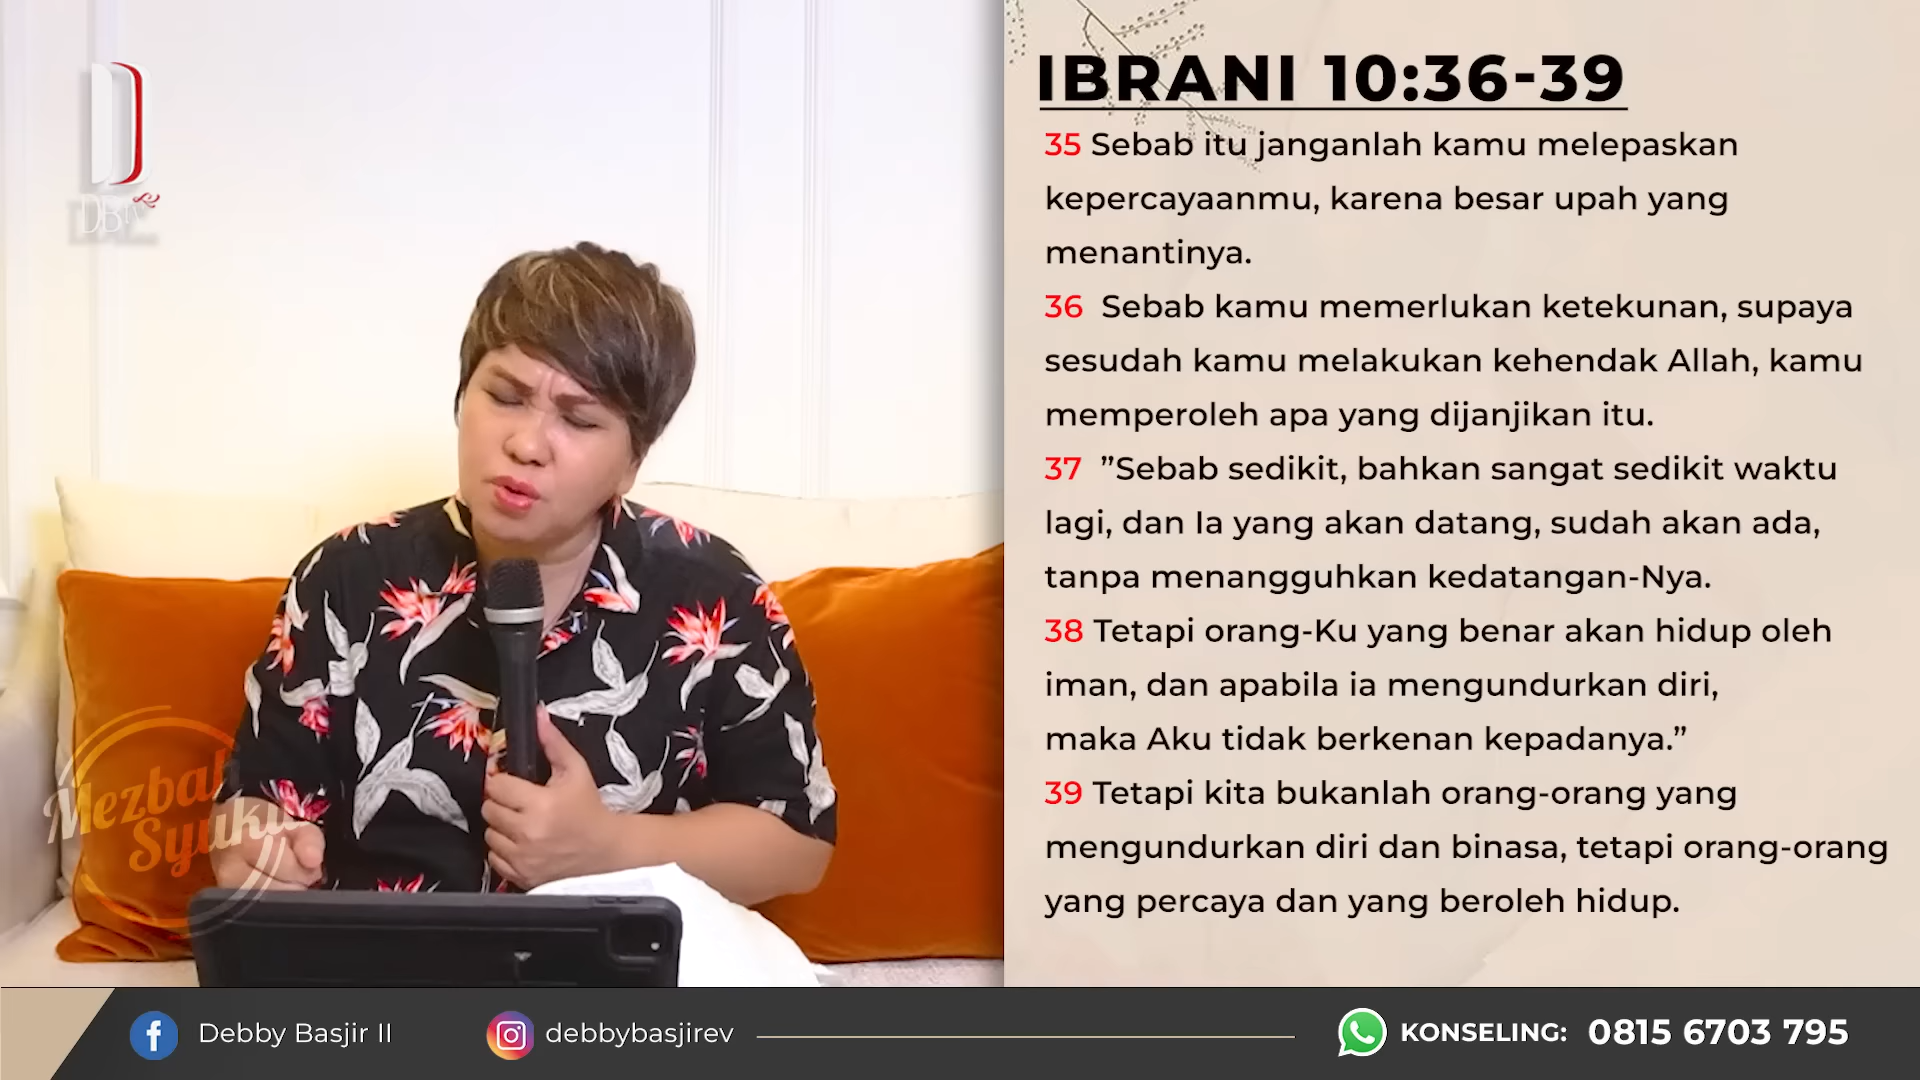 DBTV
IBRANI 10:36-39
35 Sebab itu janganlah kamu melepaskan
kepercayaanmu, karena besar upah yang
menantinya.
36 Sebab kamu memerlukan ketekunan, supaya
sesudah kamu melakukan kehendak Allah, kamu
memperoleh apa yang dijanjikan itu.
37 ”Sebab sedikit, bahkan sangat sedikit waktu
lagi, dan Ia yang akan datang, sudah akan ada,
tanpa menangguhkan kedatangan-Nya.
38 Tetapi orang-Ku yang benar akan hidup oleh
iman, dan apabila ia mengundurkan diri,
maka Aku tidak berkenan kepadanya.”
39 Tetapi kita bukanlah orang-orang yang
mengundurkan diri dan binasa, tetapi orang-orang
yang percaya dan yang beroleh hidup.
Mezbah
Syukur
Debby Basjir II
debbybasjirev
KONSELING: 0815 6703 795